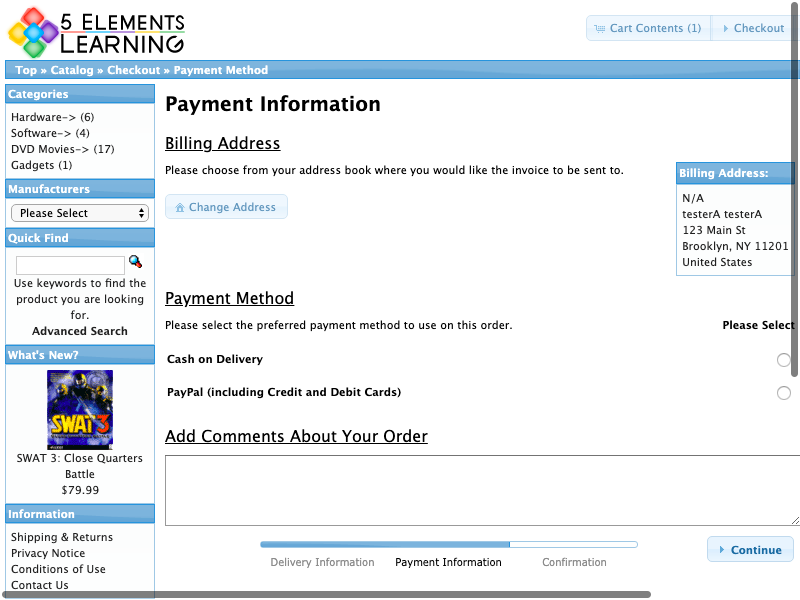 5 ELEMENTS
LEARNING
Cart Contents (1)
Checkout
Top » Catalog » Checkout » Payment Method
Categories
Hardware-> (6)
Software-> (4)
DVD Movies-> (17)
Gadgets (1)
Manufacturers
Please Select
Quick Find
Use keywords to find the
product you are looking
for.
Advanced Search
What's New?
SWAT 3
SWAT 3: Close Quarters
Battle
$79.99
Information
Shipping & Returns
Privacy Notice
Conditions of Use
Contact Us
Payment Information
Billing Address
Please choose from your address book where you would like the invoice to be sent to.
Change Address
Billing Address:
N/A
testerA testerA
123 Main St
Brooklyn, NY 11201
United States
Payment Method
Please select the preferred payment method to use on this order.
Please Select
Cash on Delivery
PayPal (including Credit and Debit Cards)
Add Comments About Your Order
Delivery Information
Payment Information
Confirmation
Continue